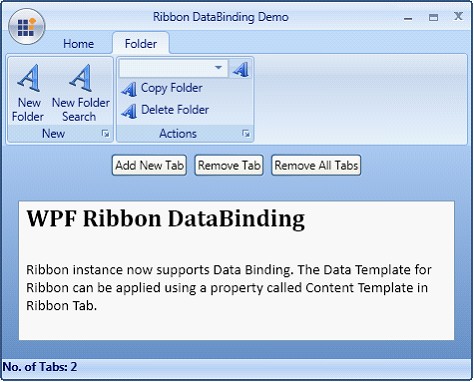 Ribbon DataBinding Demo
Home Folder
New Folder
New Folder Search
New
Copy Folder
Delete Folder
Actions
Add New Tab Remove Tab Remove All Tabs
WPF Ribbon DataBinding
Ribbon instance now supports Data Binding. The Data Template for
Ribbon can be applied using a property called Content Template in
Ribbon Tab.
No. of Tabs: 2